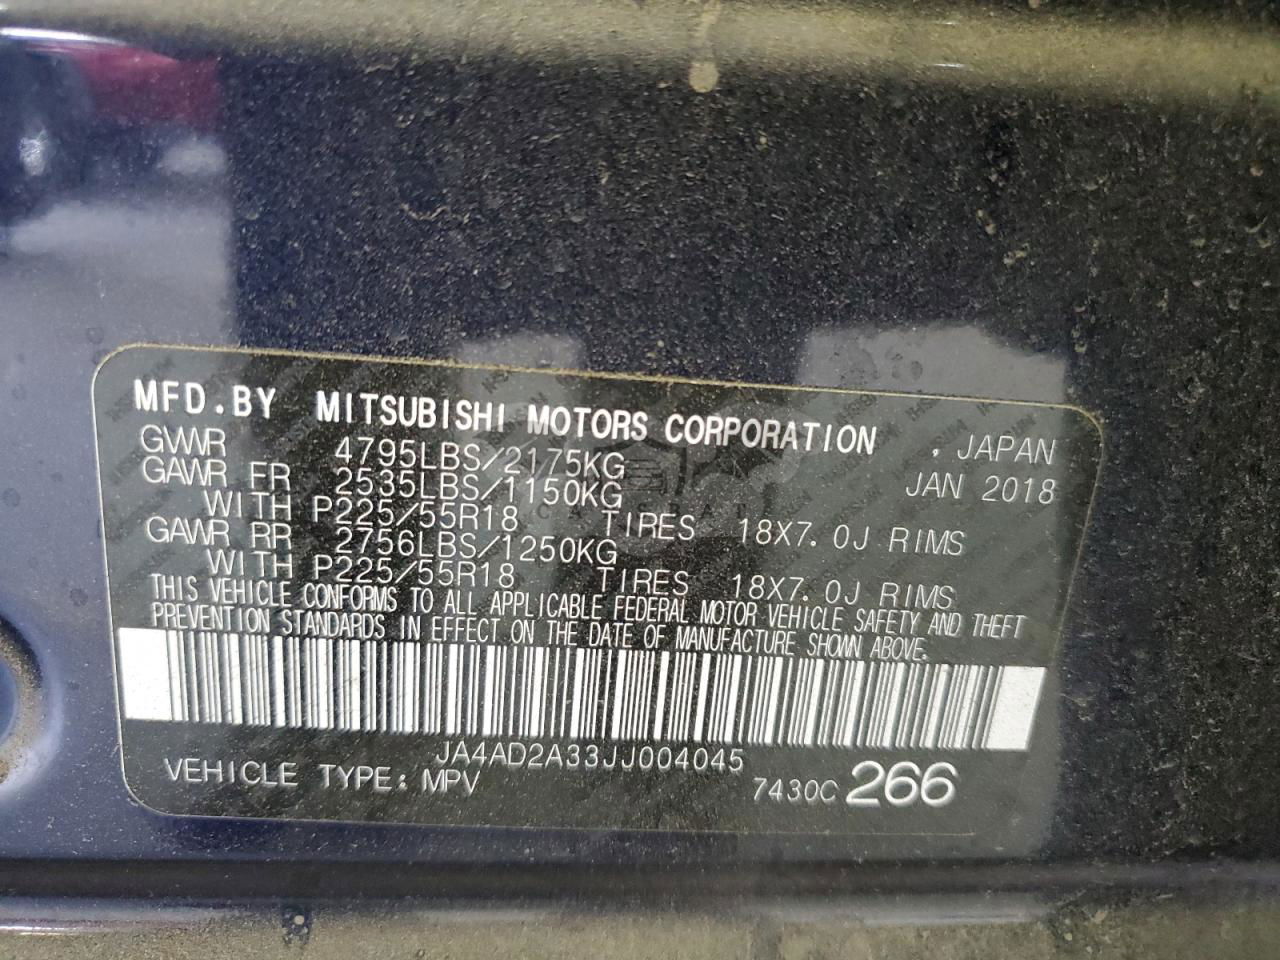 MFD.BY MITSUBISHI MOTORS CORPORATION , JAPAN
GVWR 4795LBS/2175KG JAN 2018
GAWR FR 2535LBS/1150KG
WITH P225/55R18 TIRES 18X7.0J RIMS
GAWR RR 2756LBS/1250KG
WITH P225/55R18 TIRES 18X7.0J RIMS
THIS VEHICLE CONFORMS TO ALL APPLICABLE FEDERAL MOTOR VEHICLE SAFETY AND THEFT
PREVENTION STANDARDS IN EFFECT ON THE DATE OF MANUFACTURE SHOWN ABOVE.
JA4AD2A33JJ004045
VEHICLE TYPE: MPV 7430C 266